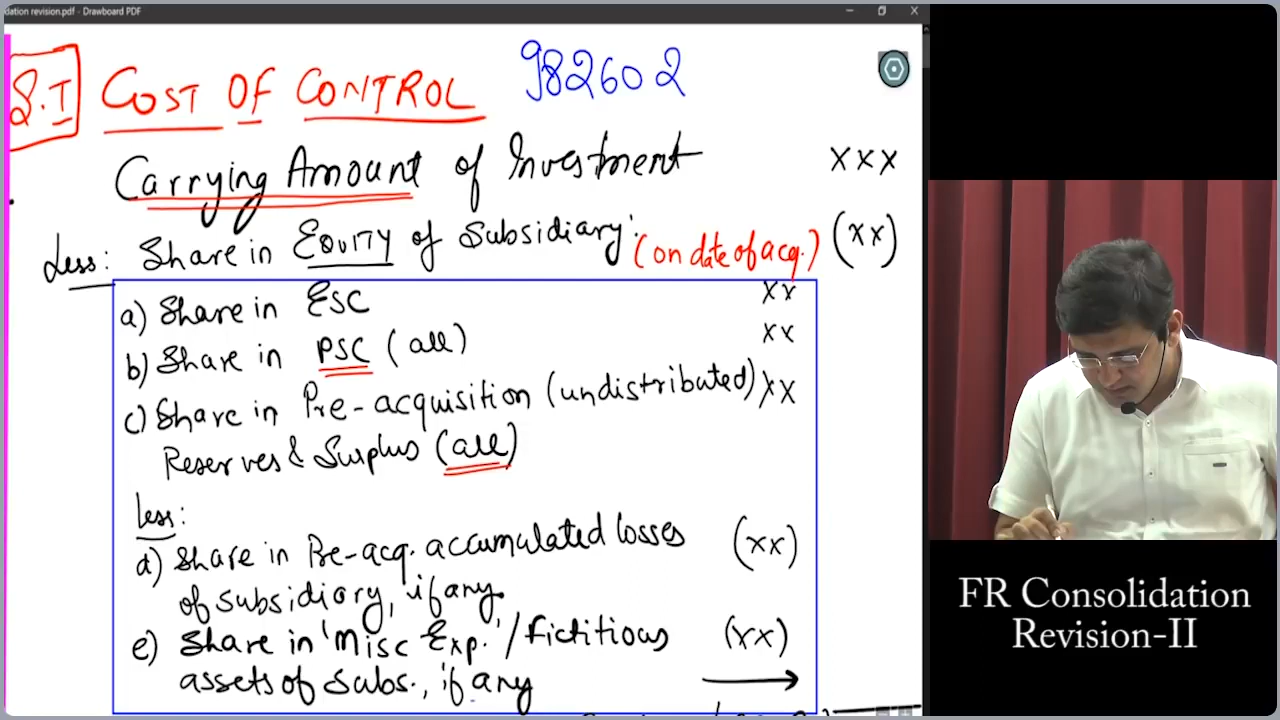 dation revision.pdf - Drawboard PDF
S.I COST OF CONTROL 982602
Carrying Amount of Investment xxx
Less: Share in EQUITY of Subsidiary: (on date of acq.) (xx)
a) Share in ESC xx
b) Share in PSC (all) xx
c) Share in Pre-acquisition (undistributed) xx
Reserves & Surplus (all)
Less:
d) Share in Pre-acq. accumulated losses (xx)
of subsidiary, if any.
e) Share in 'Misc Exp.'/Fictitious (xx)
assets of Subs., if any
FR Consolidation
Revision-II